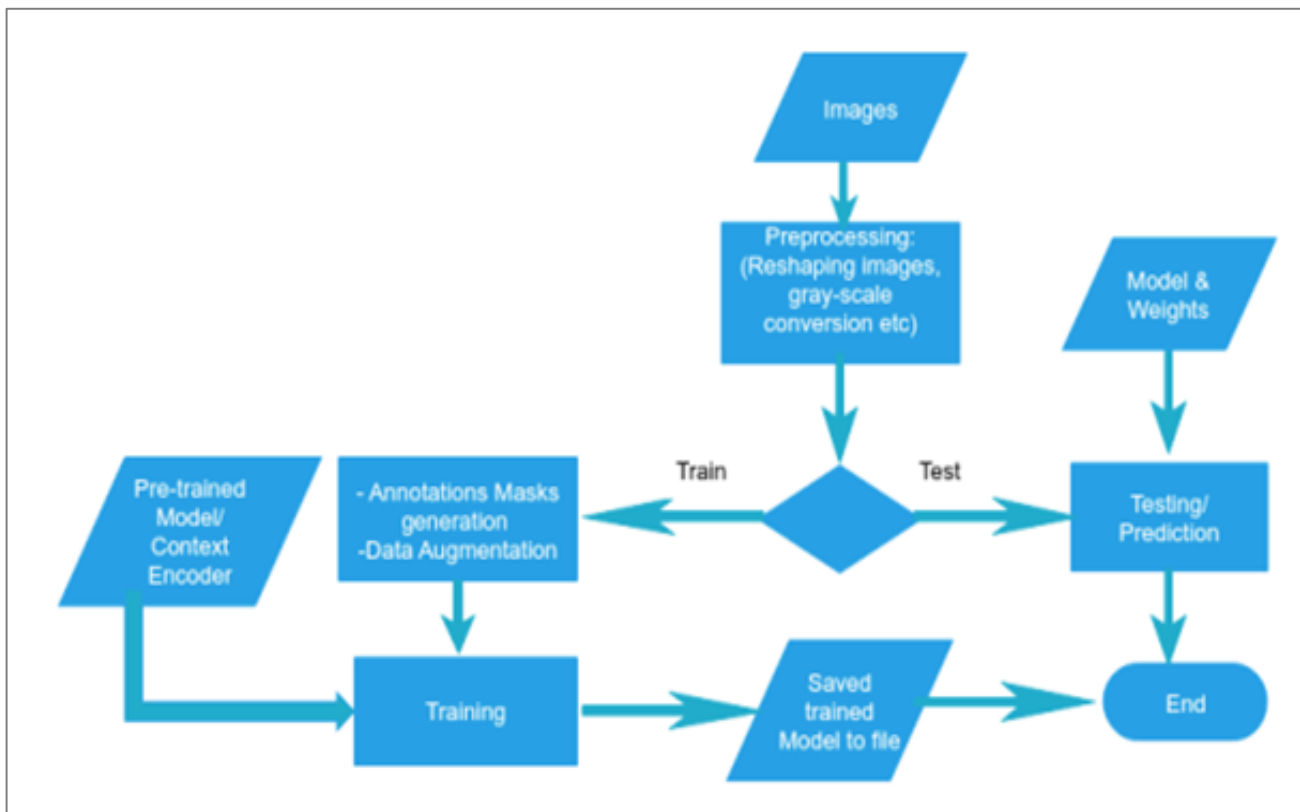 Images
Preprocessing:
(Reshaping images,
gray-scale
conversion etc)
Model &
Weights
Train
Test
Pre-trained
Model/
Context
Encoder
- Annotations Masks
generation
-Data Augmentation
Testing/
Prediction
Training
Saved
trained
Model to file
End